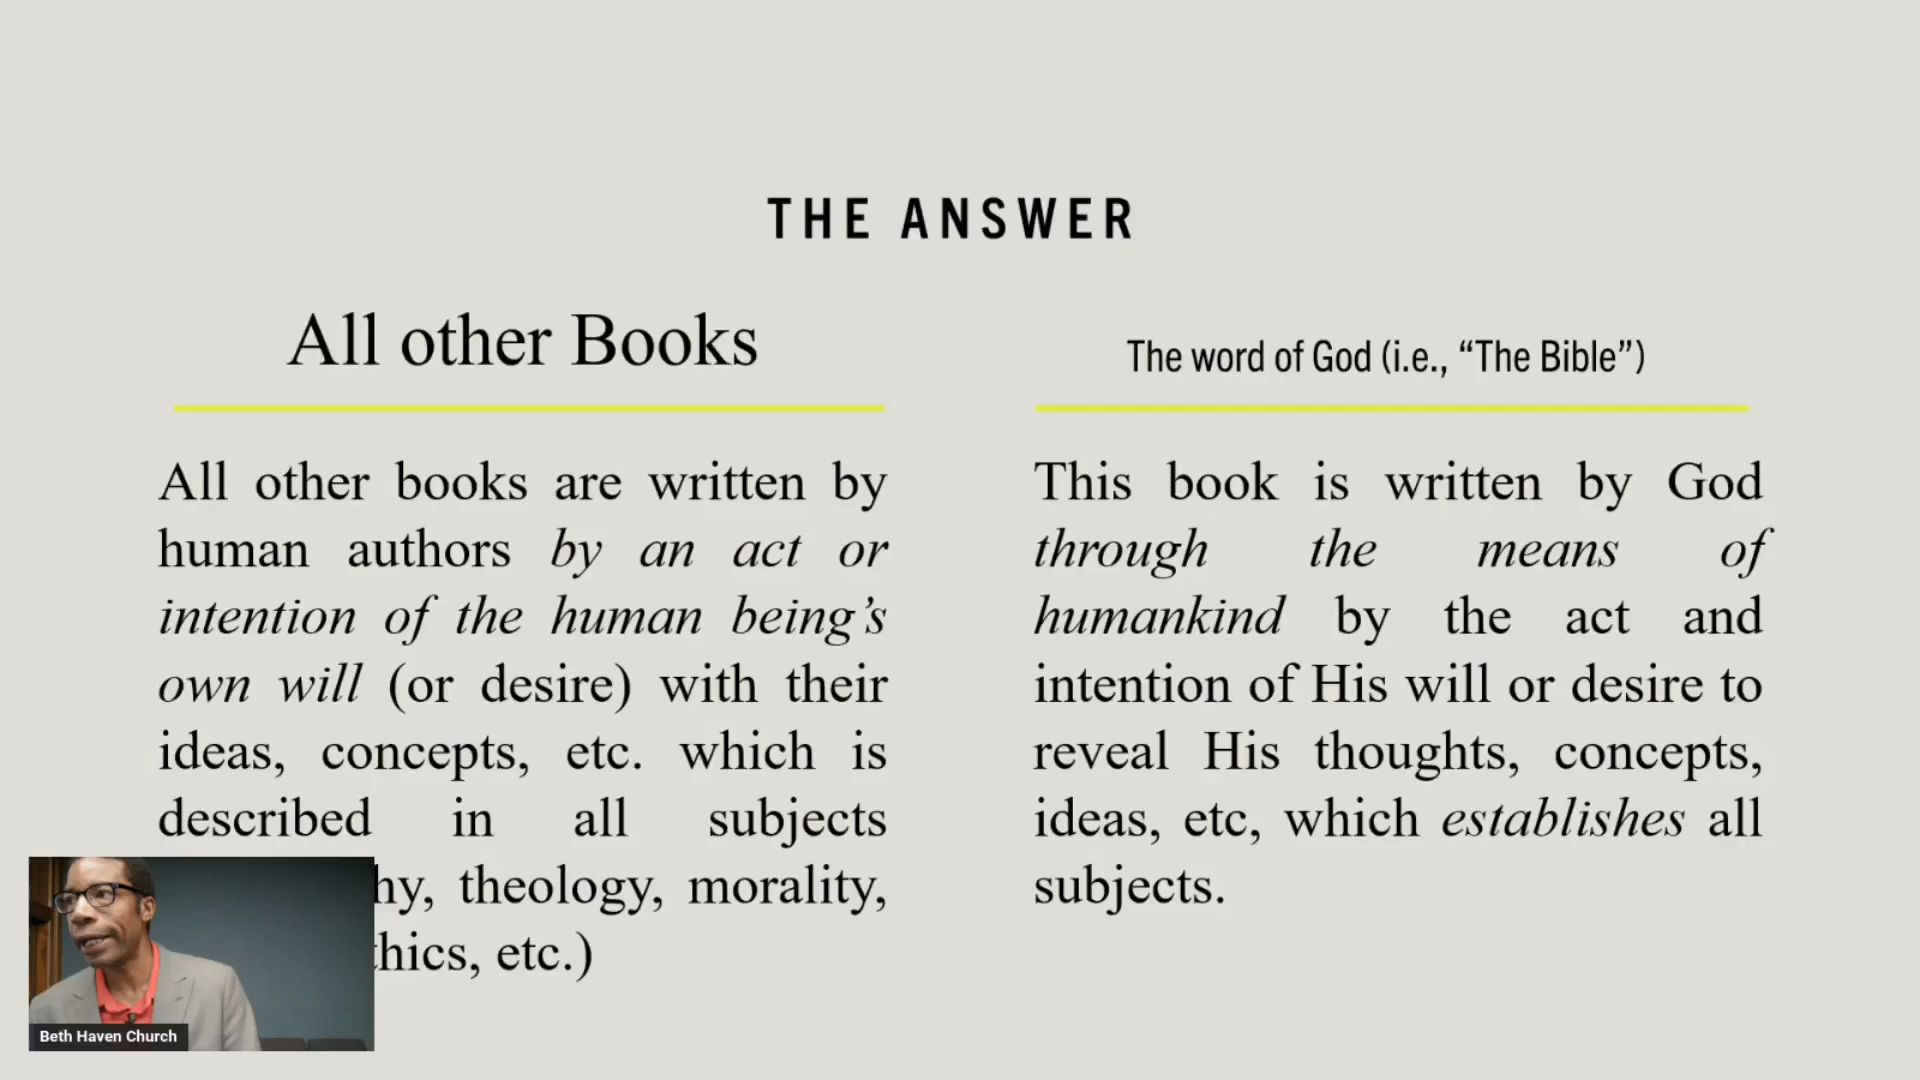 THE ANSWER
All other Books
All other books are written by
human authors by an act or
intention of the human being’s
own will (or desire) with their
ideas, concepts, etc. which is
described in all subjects
theology, morality,
etc.)
The word of God (i.e., “The Bible”)
This book is written by God
through the means of
humankind by the act and
intention of His will or desire to
reveal His thoughts, concepts,
ideas, etc, which establishes all
subjects.
Beth Haven Church